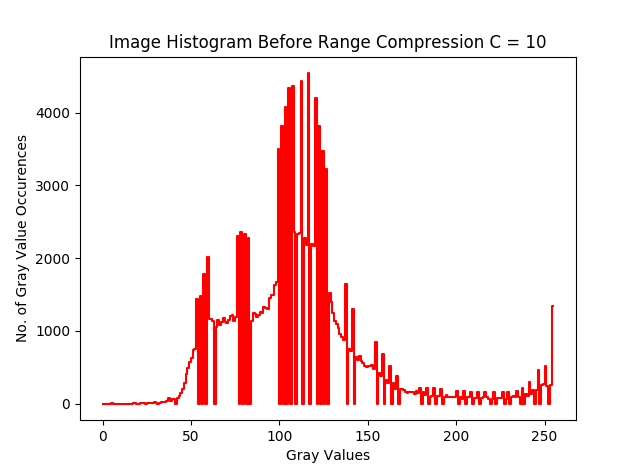 Image Histogram Before Range Compression C = 10
No. of Gray Value Occurences
4000
3000
2000
1000
0
0 50 100 150 200 250
Gray Values